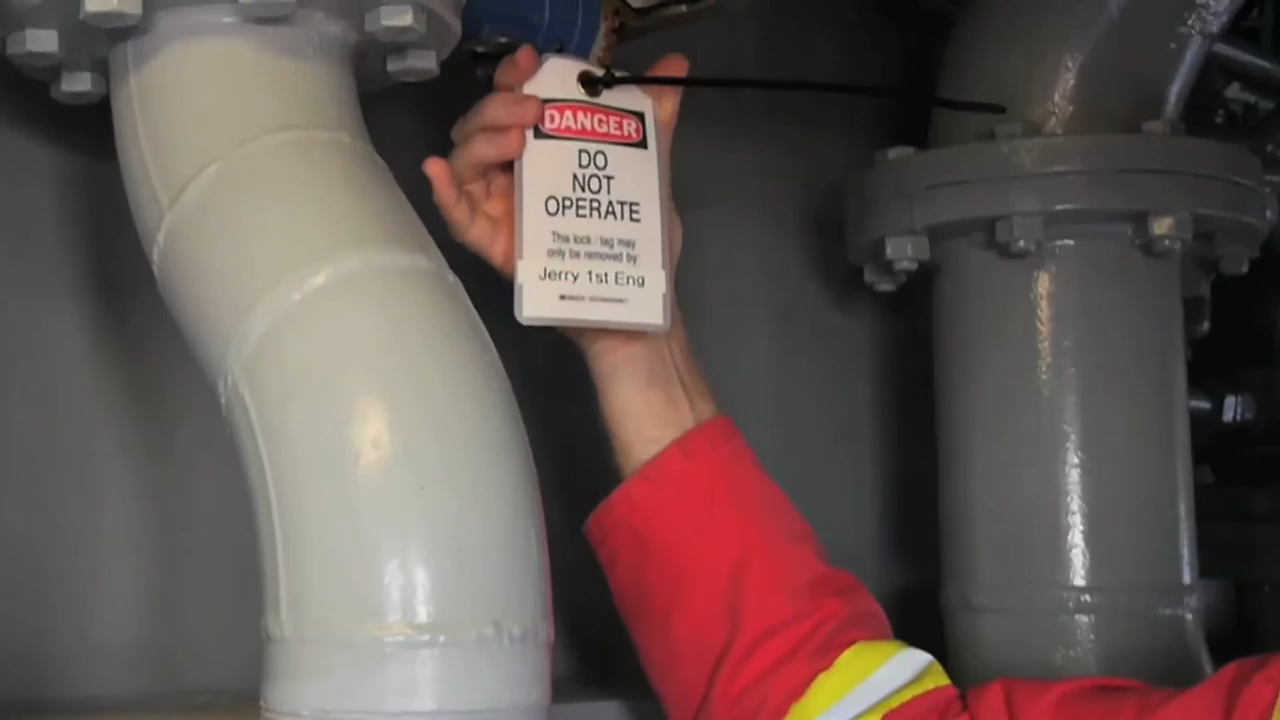 DANGER
DO
NOT
OPERATE
This lock / tag may
only be removed by:
Jerry 1st Eng